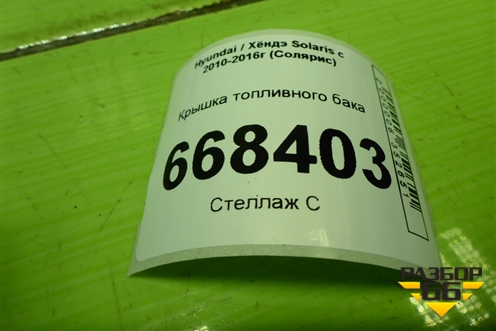 Hyundai / Хёндэ Solaris с
2010-2016г (Солярис)
Крышка топливного бака
668403
Стеллаж С
РАЗБОР
66